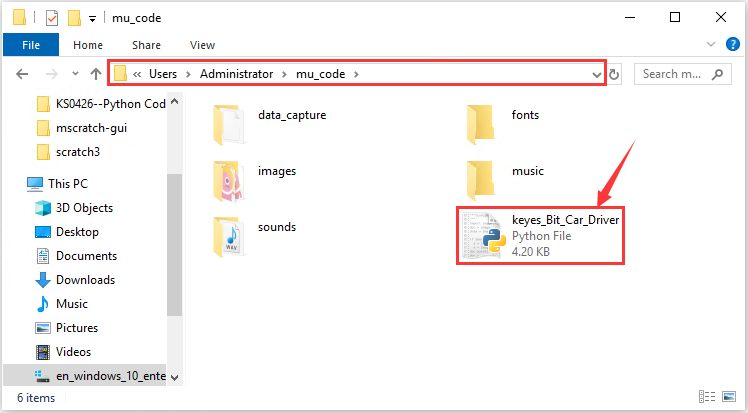 mu_code
File
Home
Share
View
« Users > Administrator > mu_code >
Search m...
KS0426--Python Cod
mscratch-gui
scratch3
This PC
3D Objects
Desktop
Documents
Downloads
Music
Pictures
Videos
en_windows_10_ente
data_capture
fonts
images
music
sounds
WAV
keyes_Bit_Car_Driver
Python File
4.20 KB
6 items